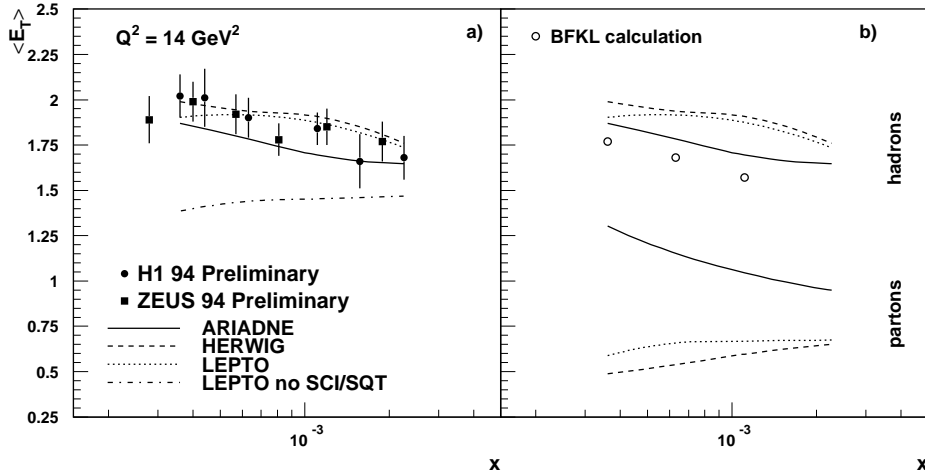 <E_T>
2.5
2.25
2
1.75
1.5
1.25
1
0.75
0.5
0.25
Q² = 14 GeV²
a)
H1 94 Preliminary
ZEUS 94 Preliminary
ARIADNE
HERWIG
LEPTO
LEPTO no SCI/SQT
10⁻³
x
BFKL calculation
b)
hadrons
partons
10⁻³
x